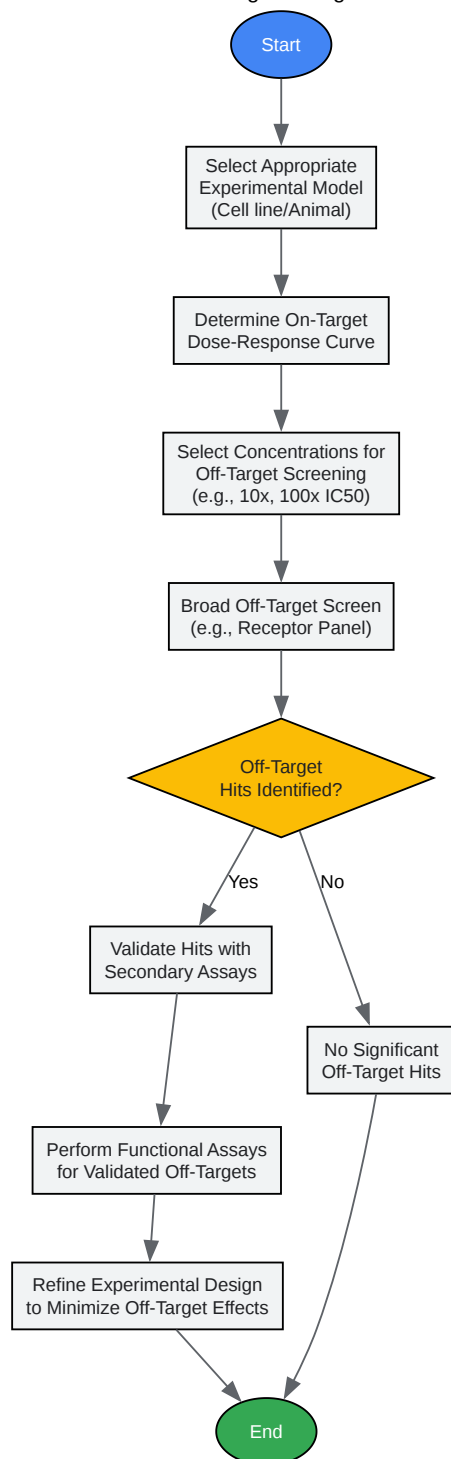 Start
Select Appropriate
Experimental Model
(Cell line/Animal)
Determine On-Target
Dose-Response Curve
Select Concentrations for
Off-Target Screening
(e.g., 10x, 100x IC50)
Broad Off-Target Screen
(e.g., Receptor Panel)
Off-Target
Hits Identified?
Yes
No
Validate Hits with
Secondary Assays
No Significant
Off-Target Hits
Perform Functional Assays
for Validated Off-Targets
Refine Experimental Design
to Minimize Off-Target Effects
End